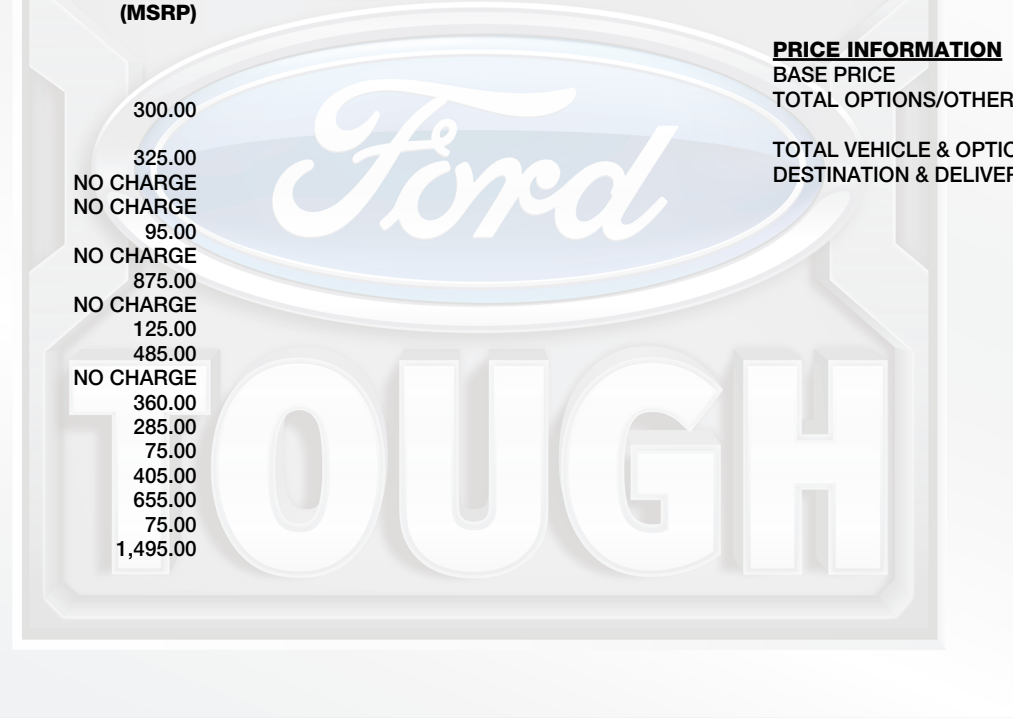 (MSRP)
300.00
325.00
NO CHARGE
NO CHARGE
95.00
NO CHARGE
875.00
NO CHARGE
125.00
485.00
NO CHARGE
360.00
285.00
75.00
405.00
655.00
75.00
1,495.00
PRICE INFORMATION
BASE PRICE
TOTAL OPTIONS/OTHER
TOTAL VEHICLE & OPTIO
DESTINATION & DELIVER
Ford
TOUGH